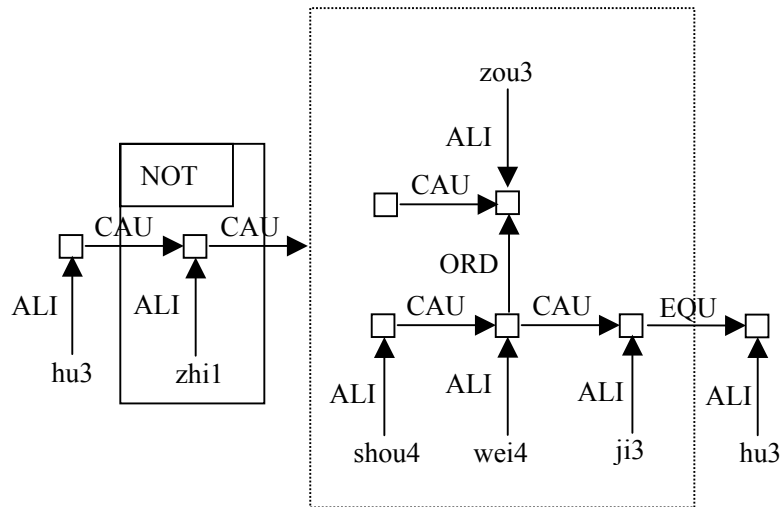 zou3
ALI
NOT
CAU
CAU CAU
ORD
ALI ALI CAU CAU EQU
hu3 zhi1 ALI ALI ALI ALI
shou4 wei4 ji3 hu3